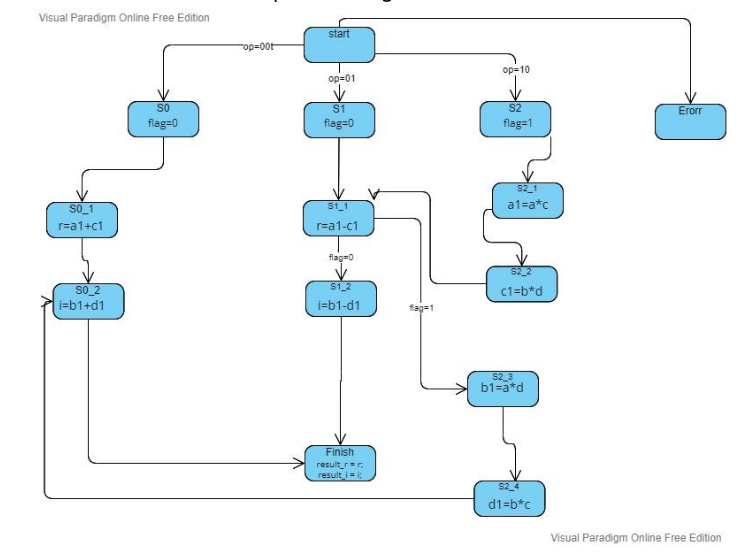 Visual Paradigm Online Free Edition
start
op=00t
op=01
op=10
S0
flag=0
S1
flag=0
S2
flag=1
Erorr
S2_1
a1=a*c
S0_1
r=a1+c1
S1_1
r=a1-c1
flag=0
S2_2
c1=b*d
S0_2
i=b1+d1
S1_2
i=b1-d1
flag=1
S2_3
b1=a*d
Finish
result_r = r;
result_i = i;
S2_4
d1=b*c
Visual Paradigm Online Free Edition